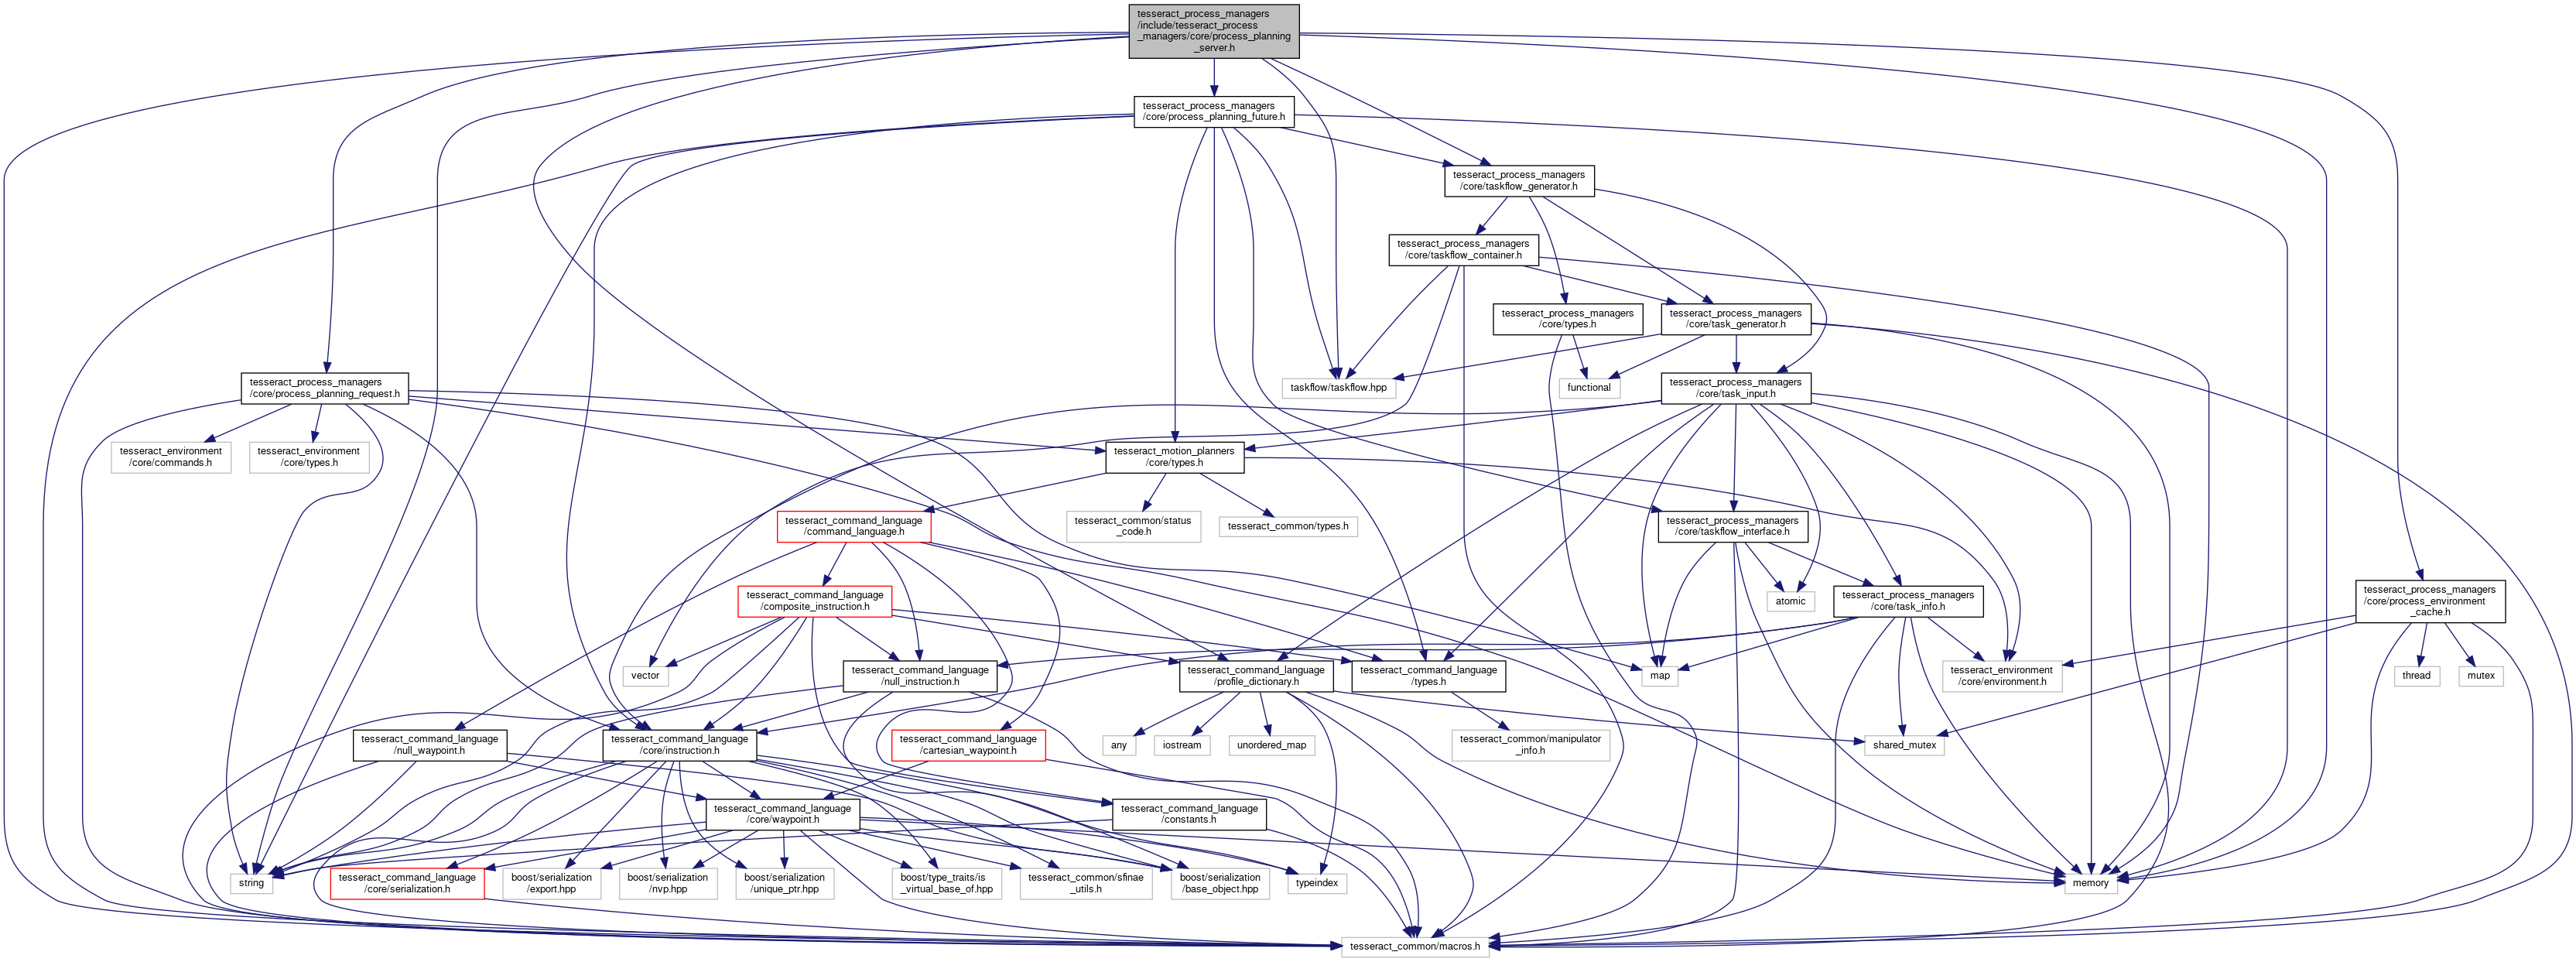 tesseract_process_managers
/include/tesseract_process
_managers/core/process_planning
_server.h
tesseract_process_managers
/core/process_planning_future.h
tesseract_process_managers
/core/taskflow_generator.h
tesseract_process_managers
/core/taskflow_container.h
tesseract_process_managers
/core/types.h
tesseract_process_managers
/core/task_generator.h
tesseract_process_managers
/core/process_planning_request.h
taskflow/taskflow.hpp
functional
tesseract_process_managers
/core/task_input.h
tesseract_environment
/core/commands.h
tesseract_environment
/core/types.h
tesseract_motion_planners
/core/types.h
tesseract_command_language
/command_language.h
tesseract_common/status
_code.h
tesseract_common/types.h
tesseract_process_managers
/core/taskflow_interface.h
tesseract_command_language
/composite_instruction.h
atomic
tesseract_process_managers
/core/task_info.h
tesseract_process_managers
/core/process_environment
_cache.h
vector
tesseract_command_language
/null_instruction.h
tesseract_command_language
/profile_dictionary.h
tesseract_command_language
/types.h
map
tesseract_environment
/core/environment.h
thread
mutex
tesseract_command_language
/null_waypoint.h
tesseract_command_language
/core/instruction.h
tesseract_command_language
/cartesian_waypoint.h
any
iostream
unordered_map
tesseract_common/manipulator
_info.h
shared_mutex
tesseract_command_language
/core/waypoint.h
tesseract_command_language
/constants.h
string
tesseract_command_language
/core/serialization.h
boost/serialization
/export.hpp
boost/serialization
/nvp.hpp
boost/serialization
/unique_ptr.hpp
boost/type_traits/is
_virtual_base_of.hpp
tesseract_common/sfinae
_utils.h
boost/serialization
/base_object.hpp
typeindex
memory
tesseract_common/macros.h